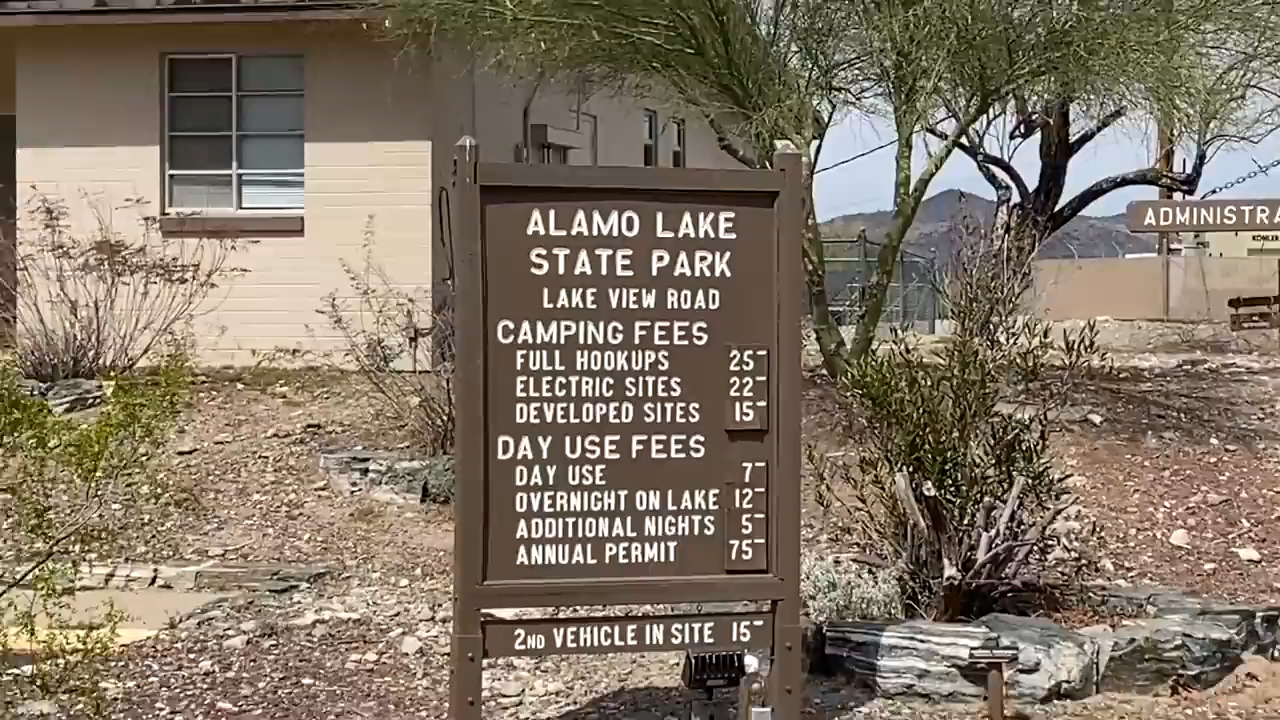 ALAMO LAKE
STATE PARK
LAKE VIEW ROAD
CAMPING FEES
FULL HOOKUPS 25-
ELECTRIC SITES 22-
DEVELOPED SITES 15-
DAY USE FEES
DAY USE 7-
OVERNIGHT ON LAKE 12-
ADDITIONAL NIGHTS 5-
ANNUAL PERMIT 75-
2ND VEHICLE IN SITE 15-
ADMINISTRA
KOHLER